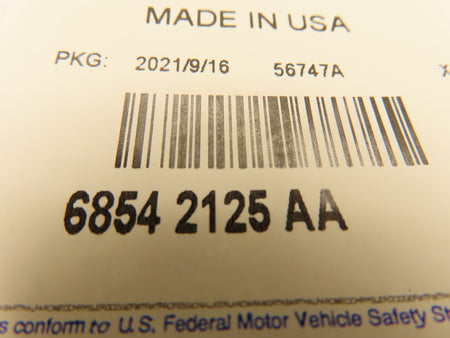 MADE IN USA
PKG: 2021/9/16 56747A
6854 2125 AA
conform to U.S. Federal Motor Vehicle Safety